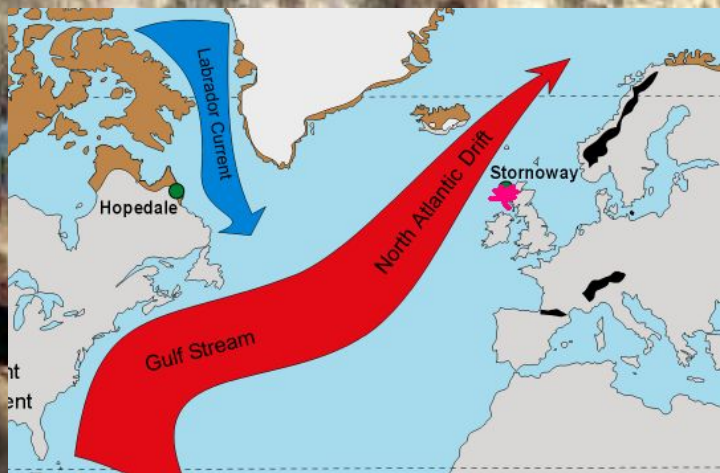 Labrador Current
Hopedale
Stornoway
North Atlantic Drift
Gulf Stream
nt
ent